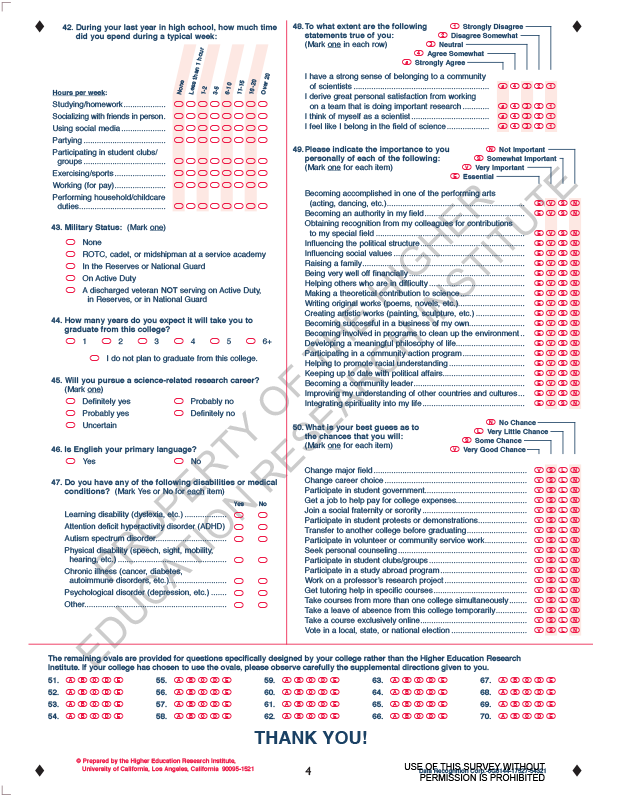 42. During your last year in high school, how much time
did you spend during a typical week:
None
Less than 1 hour
1-2
3-5
6-10
11-15
16-20
Over 20
Hours per week:
Studying/homework
Socializing with friends in person.
Using social media
Partying
Participating in student clubs/
groups
Exercising/sports
Working (for pay)
Performing household/childcare
duties
43. Military Status: (Mark one)
None
ROTC, cadet, or midshipman at a service academy
In the Reserves or National Guard
On Active Duty
A discharged veteran NOT serving on Active Duty,
in Reserves, or in National Guard
44. How many years do you expect it will take you to
graduate from this college?
1 2 3 4 5 6+
I do not plan to graduate from this college.
45. Will you pursue a science-related research career?
(Mark one)
Definitely yes Probably no
Probably yes Definitely no
Uncertain
46. Is English your primary language?
Yes No
47. Do you have any of the following disabilities or medical
conditions? (Mark Yes or No for each item)
Yes No
Learning disability (dyslexia, etc.)
Attention deficit hyperactivity disorder (ADHD)
Autism spectrum disorder
Physical disability (speech, sight, mobility,
hearing, etc.)
Chronic illness (cancer, diabetes,
autoimmune disorders, etc.)
Psychological disorder (depression, etc.)
Other
48. To what extent are the following
statements true of you:
(Mark one in each row)
1 Strongly Disagree
2 Disagree Somewhat
3 Neutral
4 Agree Somewhat
Strongly Agree
I have a strong sense of belonging to a community
of scientists
I derive great personal satisfaction from working
on a team that is doing important research
I think of myself as a scientist
I feel like I belong in the field of science
49. Please indicate the importance to you
personally of each of the following:
(Mark one for each item)
N Not Important
S Somewhat Important
V Very Important
E Essential
Becoming accomplished in one of the performing arts
(acting, dancing, etc.) E V S N
Becoming an authority in my field E V S N
Obtaining recognition from my colleagues for contributions
to my special field E V S N
Influencing the political structure E V S N
Influencing social values E V S N
Raising a family E V S N
Being very well off financially E V S N
Helping others who are in difficulty E V S N
Making a theoretical contribution to science E V S N
Writing original works (poems, novels, etc.) E V S N
Creating artistic works (painting, sculpture, etc.) E V S N
Becoming successful in a business of my own E V S N
Becoming involved in programs to clean up the environment E V S N
Developing a meaningful philosophy of life E V S N
Participating in a community action program E V S N
Helping to promote racial understanding E V S N
Keeping up to date with political affairs E V S N
Becoming a community leader E V S N
Improving my understanding of other countries and cultures E V S N
Integrating spirituality into my life E V S N
50. What is your best guess as to
the chances that you will:
(Mark one for each item)
N No Chance
L Very Little Chance
S Some Chance
V Very Good Chance
Change major field V S L N
Change career choice V S L N
Participate in student government V S L N
Get a job to help pay for college expenses V S L N
Join a social fraternity or sorority V S L N
Participate in student protests or demonstrations V S L N
Transfer to another college before graduating V S L N
Participate in volunteer or community service work V S L N
Seek personal counseling V S L N
Participate in student clubs/groups V S L N
Participate in a study abroad program V S L N
Work on a professor's research project V S L N
Get tutoring help in specific courses V S L N
Take courses from more than one college simultaneously V S L N
Take a leave of absence from this college temporarily V S L N
Take a course exclusively online V S L N
Vote in a local, state, or national election V S L N
PROPERTY OF THE HIGHER
EDUCATION RESEARCH INSTITUTE
The remaining ovals are provided for questions specifically designed by your college rather than the Higher Education Research
Institute. If your college has chosen to use the ovals, please observe carefully the supplemental directions given to you.
51. A B C D E 55. A B C D E 59. A B C D E 63. A B C D E 67. A B C D E
52. A B C D E 56. A B C D E 60. A B C D E 64. A B C D E 68. A B C D E
53. A B C D E 57. A B C D E 61. A B C D E 65. A B C D E 69. A B C D E
54. A B C D E 58. A B C D E 62. A B C D E 66. A B C D E 70. A B C D E
THANK YOU!
© Prepared by the Higher Education Research Institute,
University of California, Los Angeles, California 90095-1521
4
USE OF THIS SURVEY WITHOUT
PERMISSION IS PROHIBITED
Data Recognition Corp.